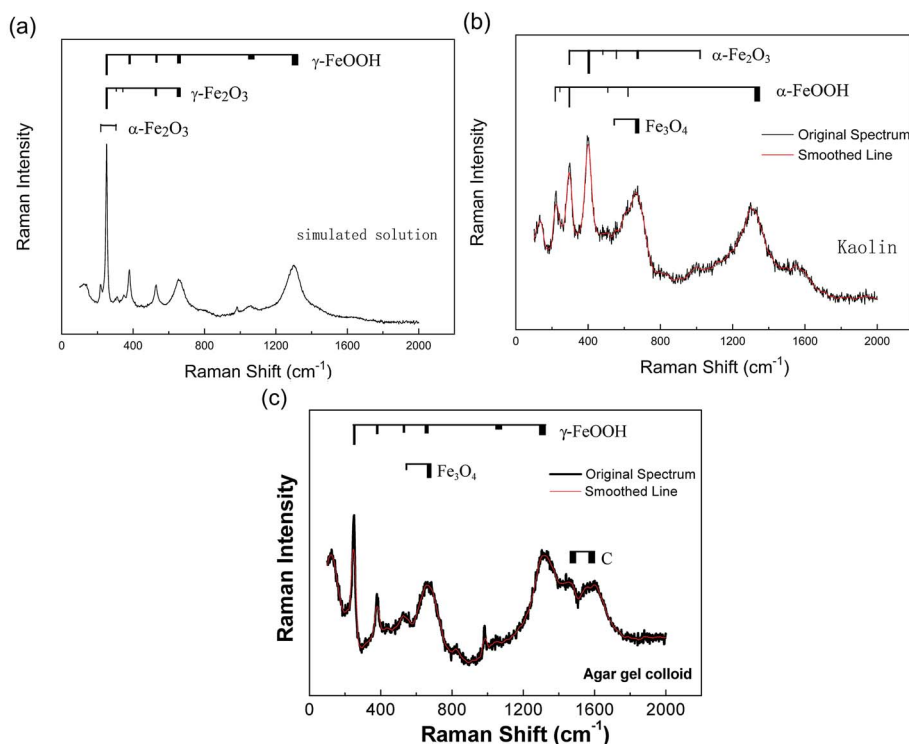 (a)
γ-FeOOH
γ-Fe2O3
α-Fe2O3
simulated solution
Raman Intensity
0 400 800 1200 1600 2000
Raman Shift (cm-1)
(b)
α-Fe2O3
α-FeOOH
Fe3O4
Original Spectrum
Smoothed Line
Kaolin
Raman Intensity
0 400 800 1200 1600 2000
Raman Shift (cm-1)
(c)
γ-FeOOH
Fe3O4
Original Spectrum
Smoothed Line
C
Agar gel colloid
Raman Intensity
0 400 800 1200 1600 2000
Raman Shift (cm-1)